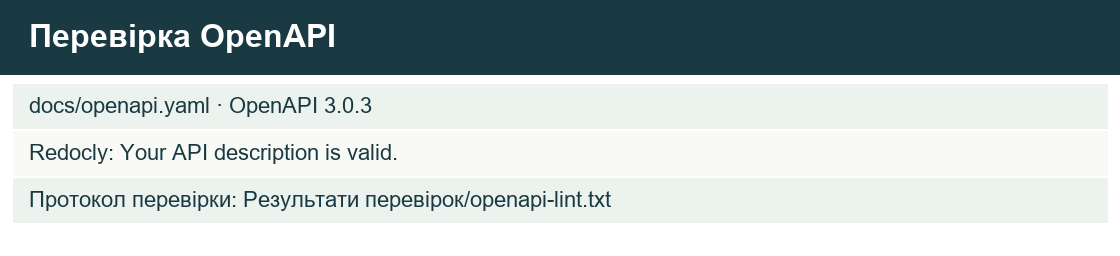 Перевірка OpenAPI
docs/openapi.yaml · OpenAPI 3.0.3
Redocly: Your API description is valid.
Протокол перевірки: Результати перевірок/openapi-lint.txt